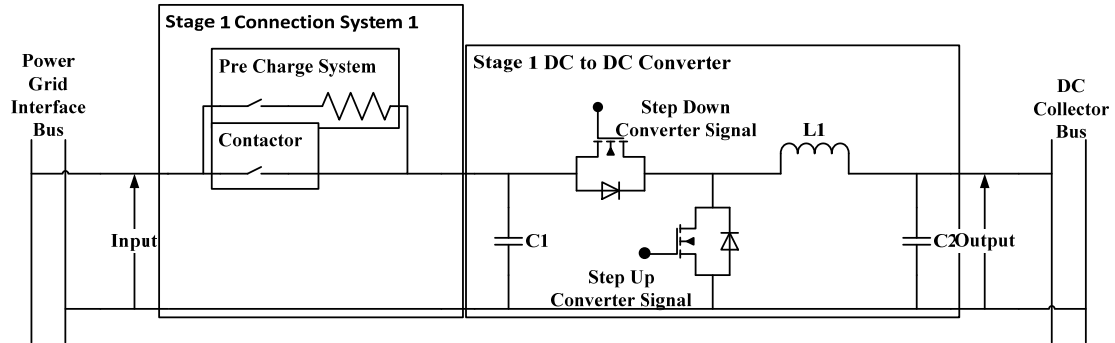 Stage 1 Connection System 1
Power
Grid
Interface
Bus
Pre Charge System
Contactor
Input
Stage 1 DC to DC Converter
Step Down
Converter Signal
L1
C1
Step Up
Converter Signal
C2
Output
DC
Collector
Bus